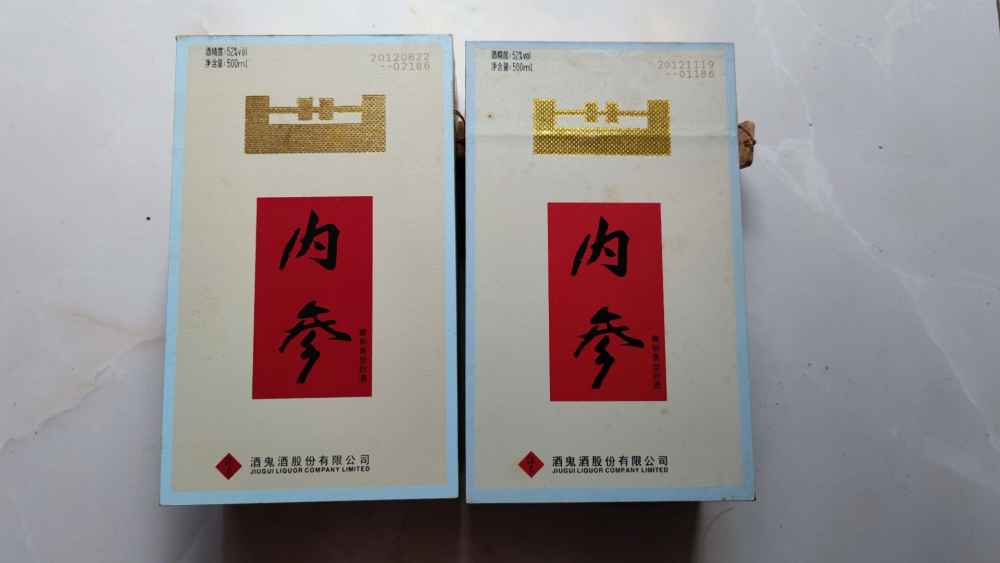 酒精度:52%vol
净含量:500ml
20120822
--02186
内参
酒鬼酒股份有限公司
JIUGUI LIQUOR COMPANY LIMITED
酒精度:52%vol
净含量:500ml
20121119
--01186
内参
酒鬼酒股份有限公司
JIUGUI LIQUOR COMPANY LIMITED